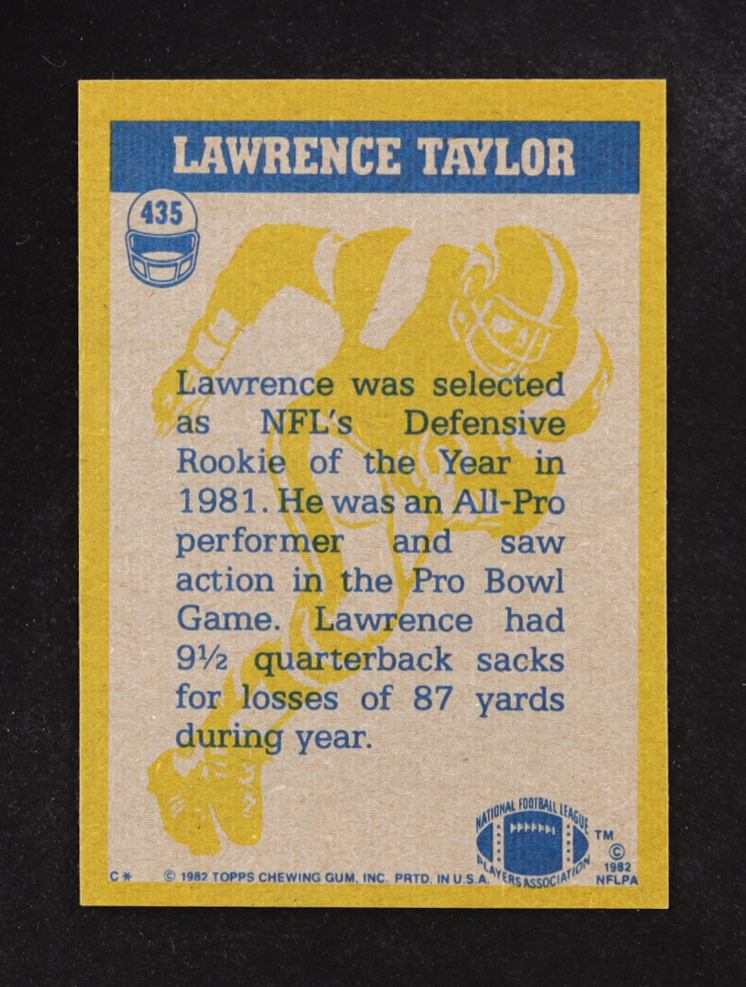 LAWRENCE TAYLOR
435
Lawrence was selected
as NFL's Defensive
Rookie of the Year in
1981. He was an All-Pro
performer and saw
action in the Pro Bowl
Game. Lawrence had
9½ quarterback sacks
for losses of 87 yards
during year.
NATIONAL FOOTBALL LEAGUE
PLAYERS ASSOCIATION
™
©
1982
NFLPA
C* © 1982 TOPPS CHEWING GUM, INC. PRTD. IN U.S.A.